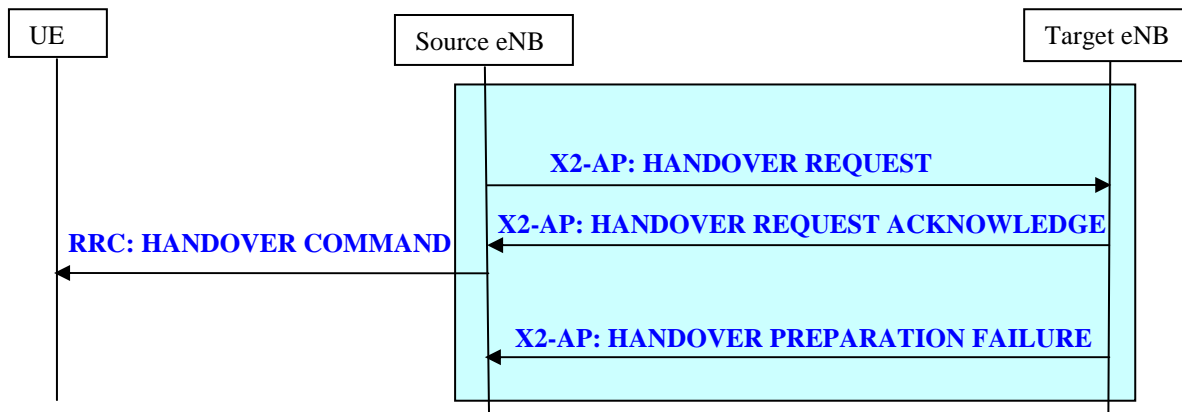 UE
Source eNB
Target eNB
X2-AP: HANDOVER REQUEST
X2-AP: HANDOVER REQUEST ACKNOWLEDGE
RRC: HANDOVER COMMAND
X2-AP: HANDOVER PREPARATION FAILURE